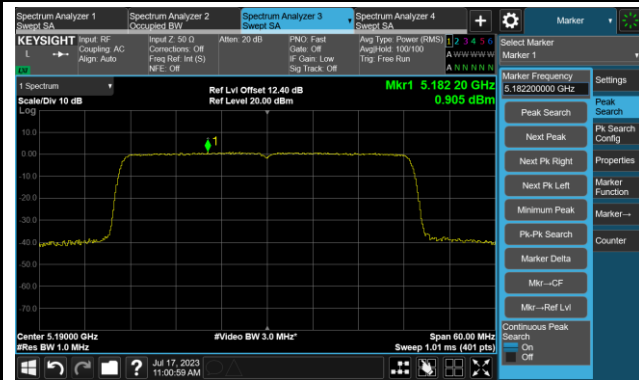 Spectrum Analyzer 1
Swept SA
Spectrum Analyzer 2
Occupied BW
Spectrum Analyzer 3
Swept SA
Spectrum Analyzer 4
Swept SA
+
Marker
KEYSIGHT
L
Input: RF
Coupling: AC
Align: Auto
Input Z: 50 Ω
Corrections: Off
Freq Ref: Int (S)
NFE: Off
Atten: 20 dB
PNO: Fast
Gate: Off
IF Gain: Low
Sig Track: Off
Avg Type: Power (RMS)
Avg|Hold: 100/100
Trig: Free Run
1 2 3 4 5 6
A W W W W W
A N N N N N
LW
Select Marker
Marker 1
1 Spectrum
Scale/Div 10 dB
Log
Ref Lvl Offset 12.40 dB
Ref Level 20.00 dBm
Mkr1 5.182 20 GHz
0.905 dBm
1
10.0
0.00
-10.0
-20.0
-30.0
-40.0
-50.0
-60.0
-70.0
Center 5.19000 GHz
#Res BW 1.0 MHz
#Video BW 3.0 MHz*
Span 60.00 MHz
Sweep 1.01 ms (401 pts)
Marker Frequency
5.182200000 GHz
Peak Search
Next Peak
Next Pk Right
Next Pk Left
Minimum Peak
Pk-Pk Search
Marker Delta
Mkr→CF
Mkr→Ref Lvl
Continuous Peak
Search
On
Off
Settings
Peak
Search
Pk Search
Config
Properties
Marker
Function
Marker→
Counter
?
Jul 17, 2023
11:00:59 AM